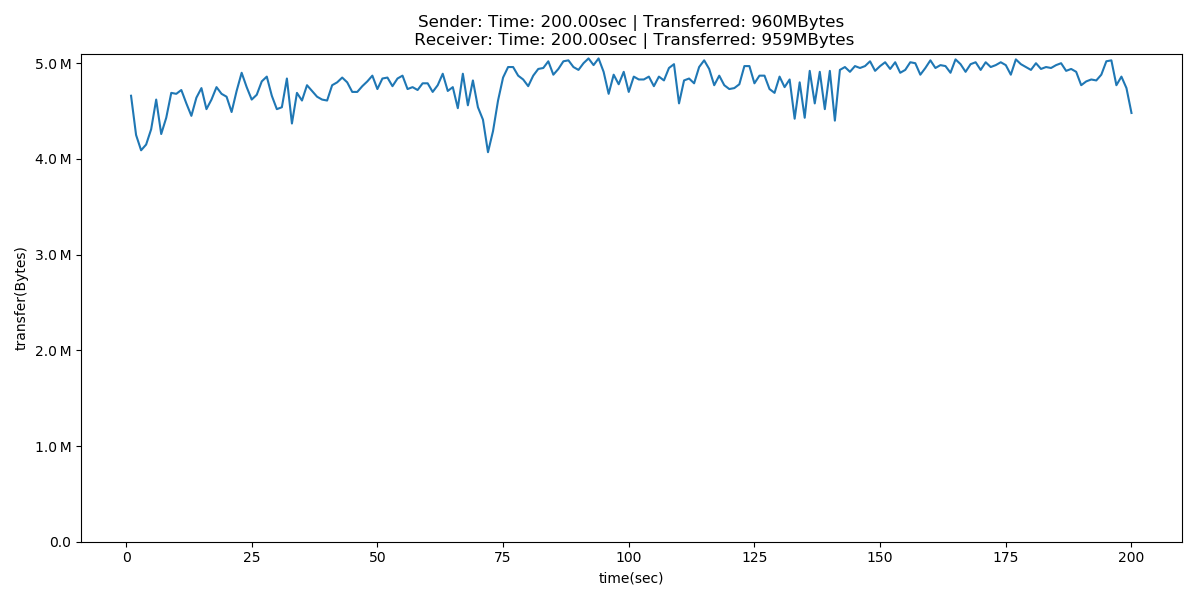 Sender: Time: 200.00sec | Transferred: 960MBytes
Receiver: Time: 200.00sec | Transferred: 959MBytes
5.0 M
4.0 M
3.0 M
2.0 M
1.0 M
0.0
transfer(Bytes)
0 25 50 75 100 125 150 175 200
time(sec)